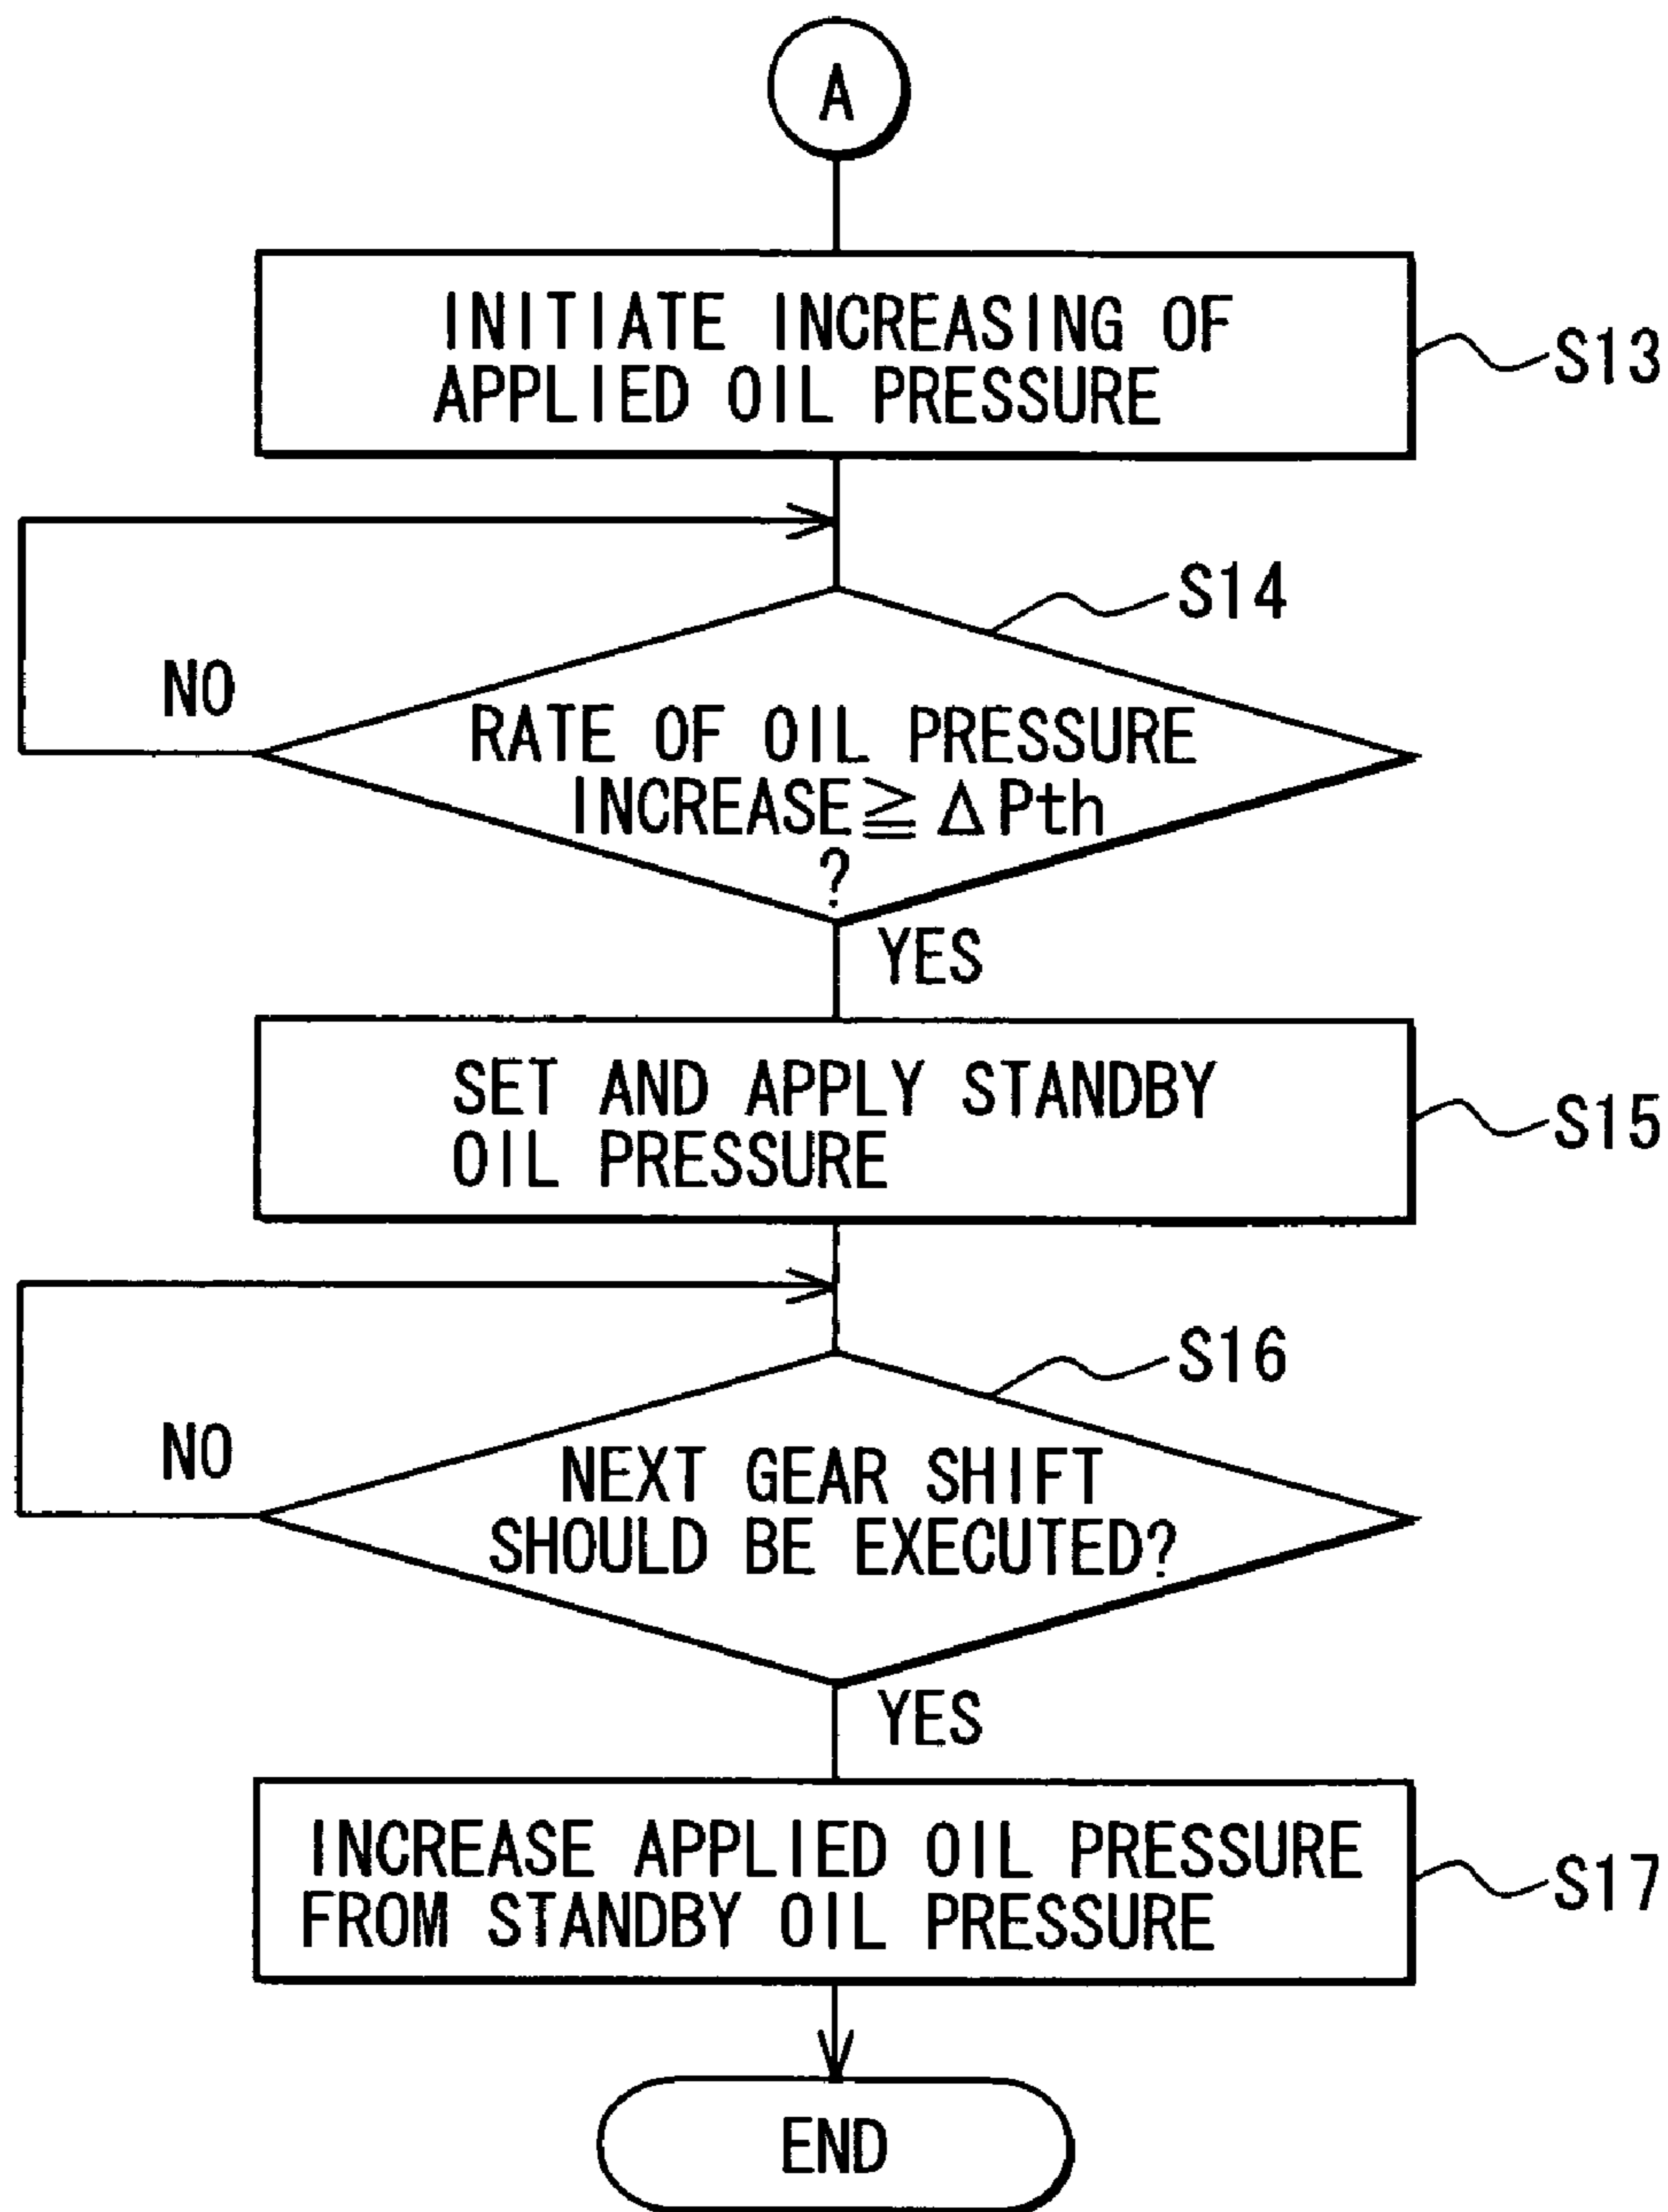 A
INITIATE INCREASING OF
APPLIED OIL PRESSURE
S13
S14
NO
RATE OF OIL PRESSURE
INCREASE≧ΔPth
?
YES
SET AND APPLY STANDBY
OIL PRESSURE
S15
S16
NO
NEXT GEAR SHIFT
SHOULD BE EXECUTED?
YES
INCREASE APPLIED OIL PRESSURE
FROM STANDBY OIL PRESSURE
S17
END